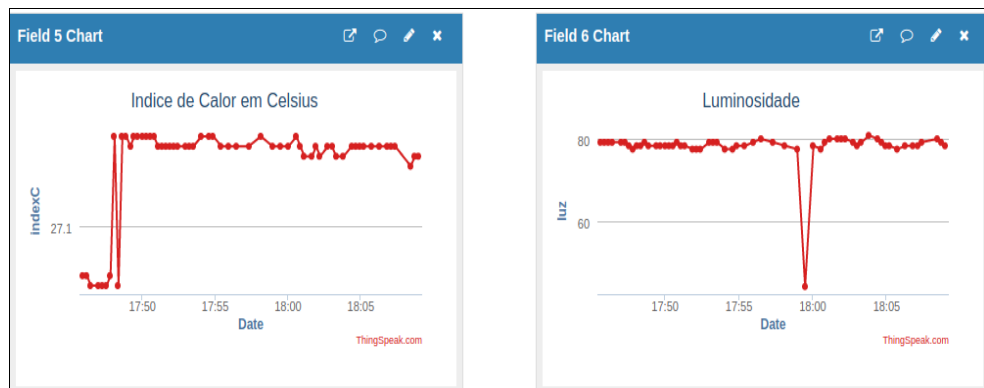 Field 5 Chart
Indice de Calor em Celsius
indexC
27.1
17:50 17:55 18:00 18:05
Date
ThingSpeak.com
Field 6 Chart
Luminosidade
luz
80
60
17:50 17:55 18:00 18:05
Date
ThingSpeak.com